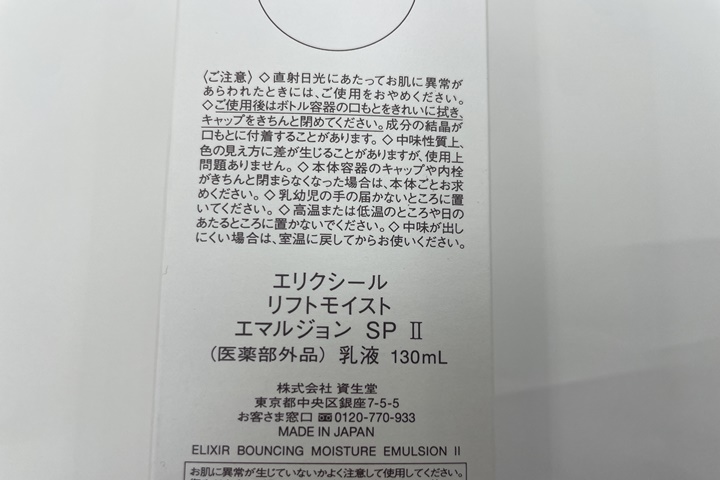 〈ご注意〉◇直射日光にあたってお肌に異常が
あらわれたときには、ご使用をおやめください。
◇ご使用後はボトル容器の口もとをきれいに拭き、
キャップをきちんと閉めてください。成分の結晶が
口もとに付着することがあります。◇中味性質上、
色の見え方に差が生じることがありますが、使用上
問題ありません。◇本体容器のキャップや内栓
がきちんと閉まらなくなった場合は、本体ごとお求
めください。◇乳幼児の手の届かないところに置
いてください。◇高温または低温のところや日の
あたるところに置かないでください。◇中味が出し
にくい場合は、室温に戻してからお使いください。
エリクシール
リフトモイスト
エマルジョン SP Ⅱ
(医薬部外品) 乳液 130mL
株式会社 資生堂
東京都中央区銀座7-5-5
お客さま窓口 0120-770-933
MADE IN JAPAN
ELIXIR BOUNCING MOISTURE EMULSION II
お肌に異常が生じていないかよく注意して使用してください。